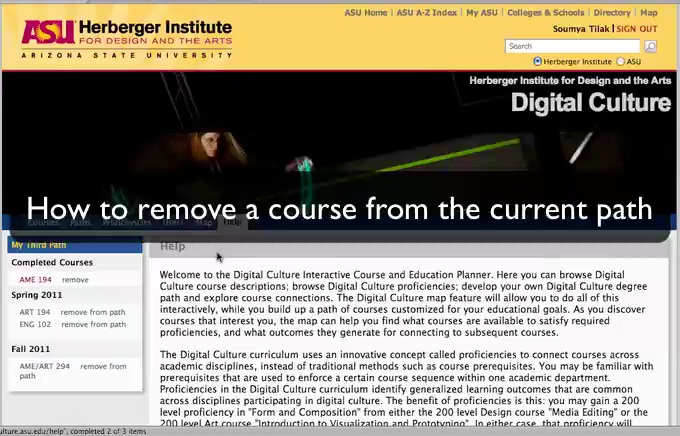 ASU Home | ASU A-Z Index | My ASU | Colleges & Schools | Directory | Map
ASU Herberger Institute
FOR DESIGN AND THE ARTS
ARIZONA STATE UNIVERSITY
Soumya Tilak | SIGN OUT
Search
Herberger Institute ASU
Herberger Institute for Design and the Arts
Digital Culture
How to remove a course from the current path
Courses Paths Proficiencies Users Map Help
My Third Path
Completed Courses
AME 194 remove
Spring 2011
ART 194 remove from path
ENG 102 remove from path
Fall 2011
AME/ART 294 remove from
path
Help
Welcome to the Digital Culture Interactive Course and Education Planner. Here you can browse Digital
Culture course descriptions; browse Digital Culture proficiencies; develop your own Digital Culture degree
path and explore course connections. The Digital Culture map feature will allow you to do all of this
interactively, while you build up a path of courses customized for your educational goals. As you discover
courses that interest you, the map can help you find what courses are available to satisfy required
proficiencies, and what outcomes they generate for connecting to subsequent courses.
The Digital Culture curriculum uses an innovative concept called proficiencies to connect courses across
academic disciplines, instead of traditional methods such as course prerequisites. You may be familiar with
prerequisites that are used to enforce a certain course sequence within one academic department.
Proficiencies in the Digital Culture curriculum identify generalized learning outcomes that are common
across disciplines participating in digital culture. The benefit of proficiencies is this: you may gain a 200
level proficiency in "Form and Composition" from either the 200 level Design course "Media Editing" or the
200 level Art course "Introduction to Visualization and Prototyping". In either case, that proficiency will
ulture.asu.edu/help", completed 2 of 3 items